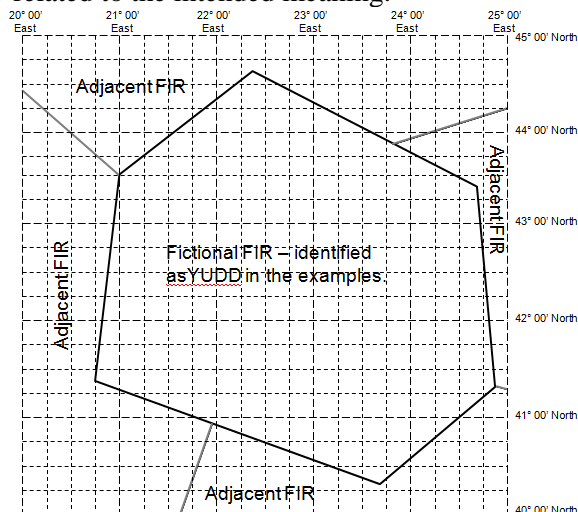 related to the intended meaning.
20° 00' East
21° 00' East
22° 00' East
23° 00' East
24° 00' East
25° 00' East
45° 00' North
Adjacent FIR
44° 00' North
Adjacent FIR
43° 00' North
Fictional FIR – identified
asYUDD in the examples.
Adjacent FIR
42° 00' North
41° 00' North
Adjacent FIR
40° 00' North